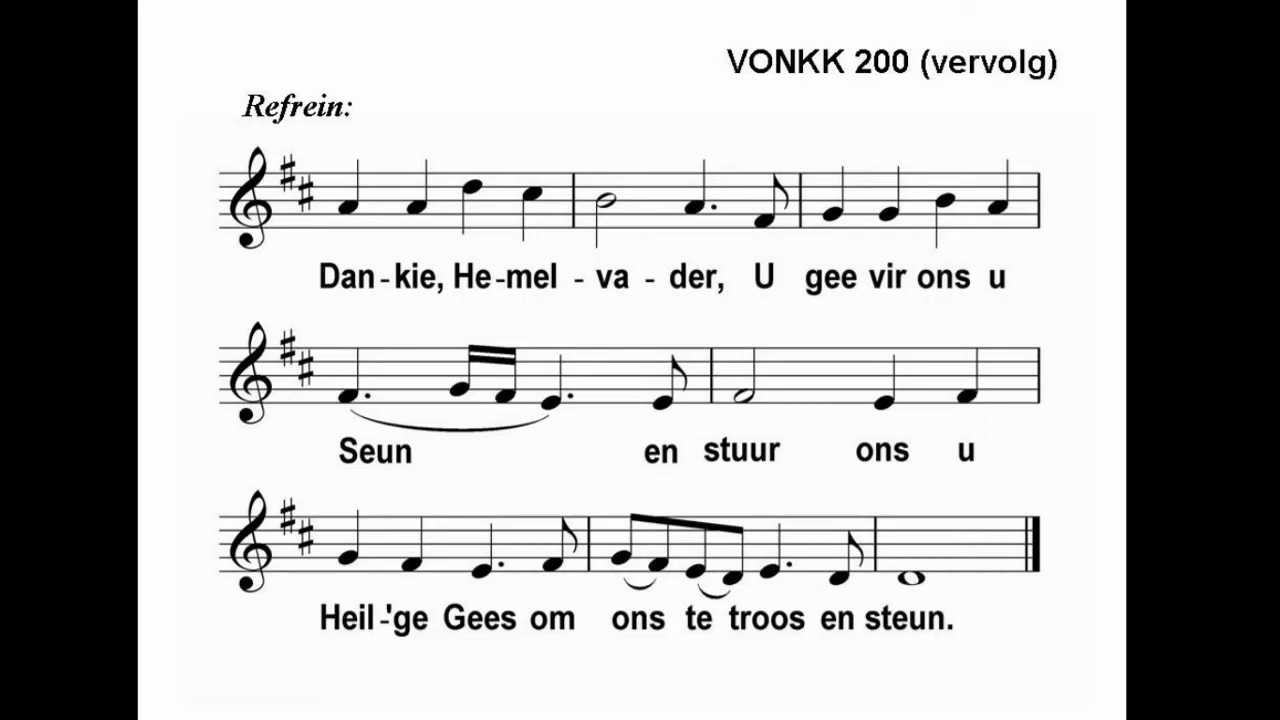 VONKK 200 (vervolg)
Refrein:
Dan-kie, He-mel - va - der, U gee vir ons u
Seun en stuur ons u
Heil-'ge Gees om ons te troos en steun.